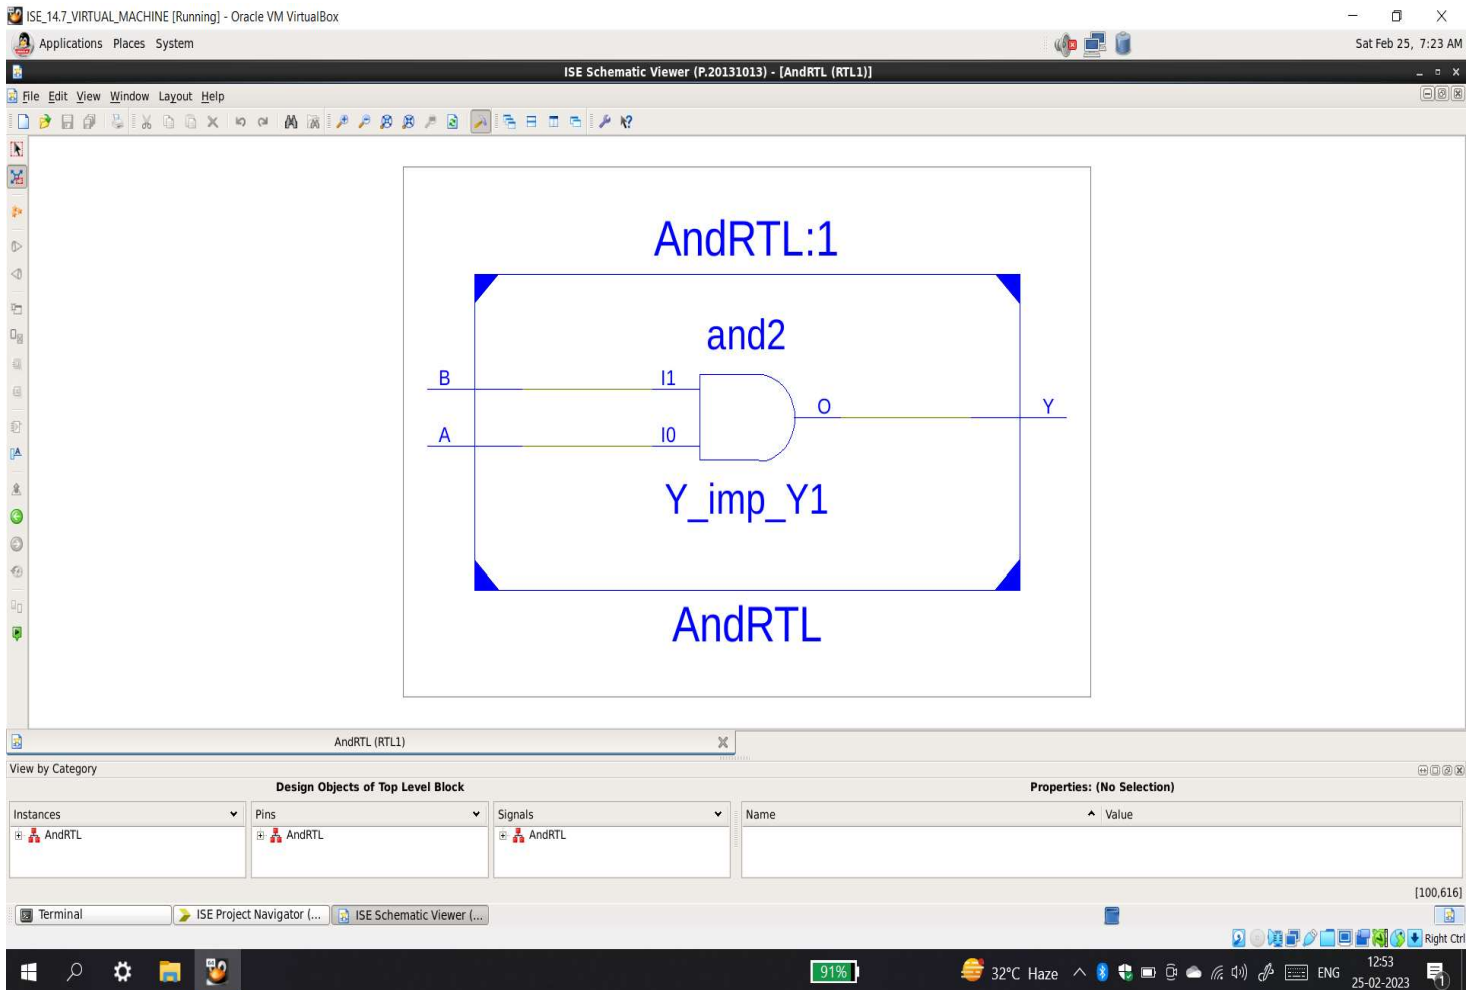 ISE_14.7_VIRTUAL_MACHINE [Running] - Oracle VM VirtualBox
Applications Places System
Sat Feb 25, 7:23 AM
ISE Schematic Viewer (P.20131013) - [AndRTL (RTL1)]
File Edit View Window Layout Help
AndRTL:1
and2
B I1
O Y
A I0
Y_imp_Y1
AndRTL
AndRTL (RTL1)
View by Category
Design Objects of Top Level Block
Properties: (No Selection)
Instances Pins Signals Name Value
AndRTL AndRTL AndRTL
[100,616]
Terminal ISE Project Navigator (... ISE Schematic Viewer (...
Right Ctrl
91% 32°C Haze ENG 12:53
25-02-2023
1